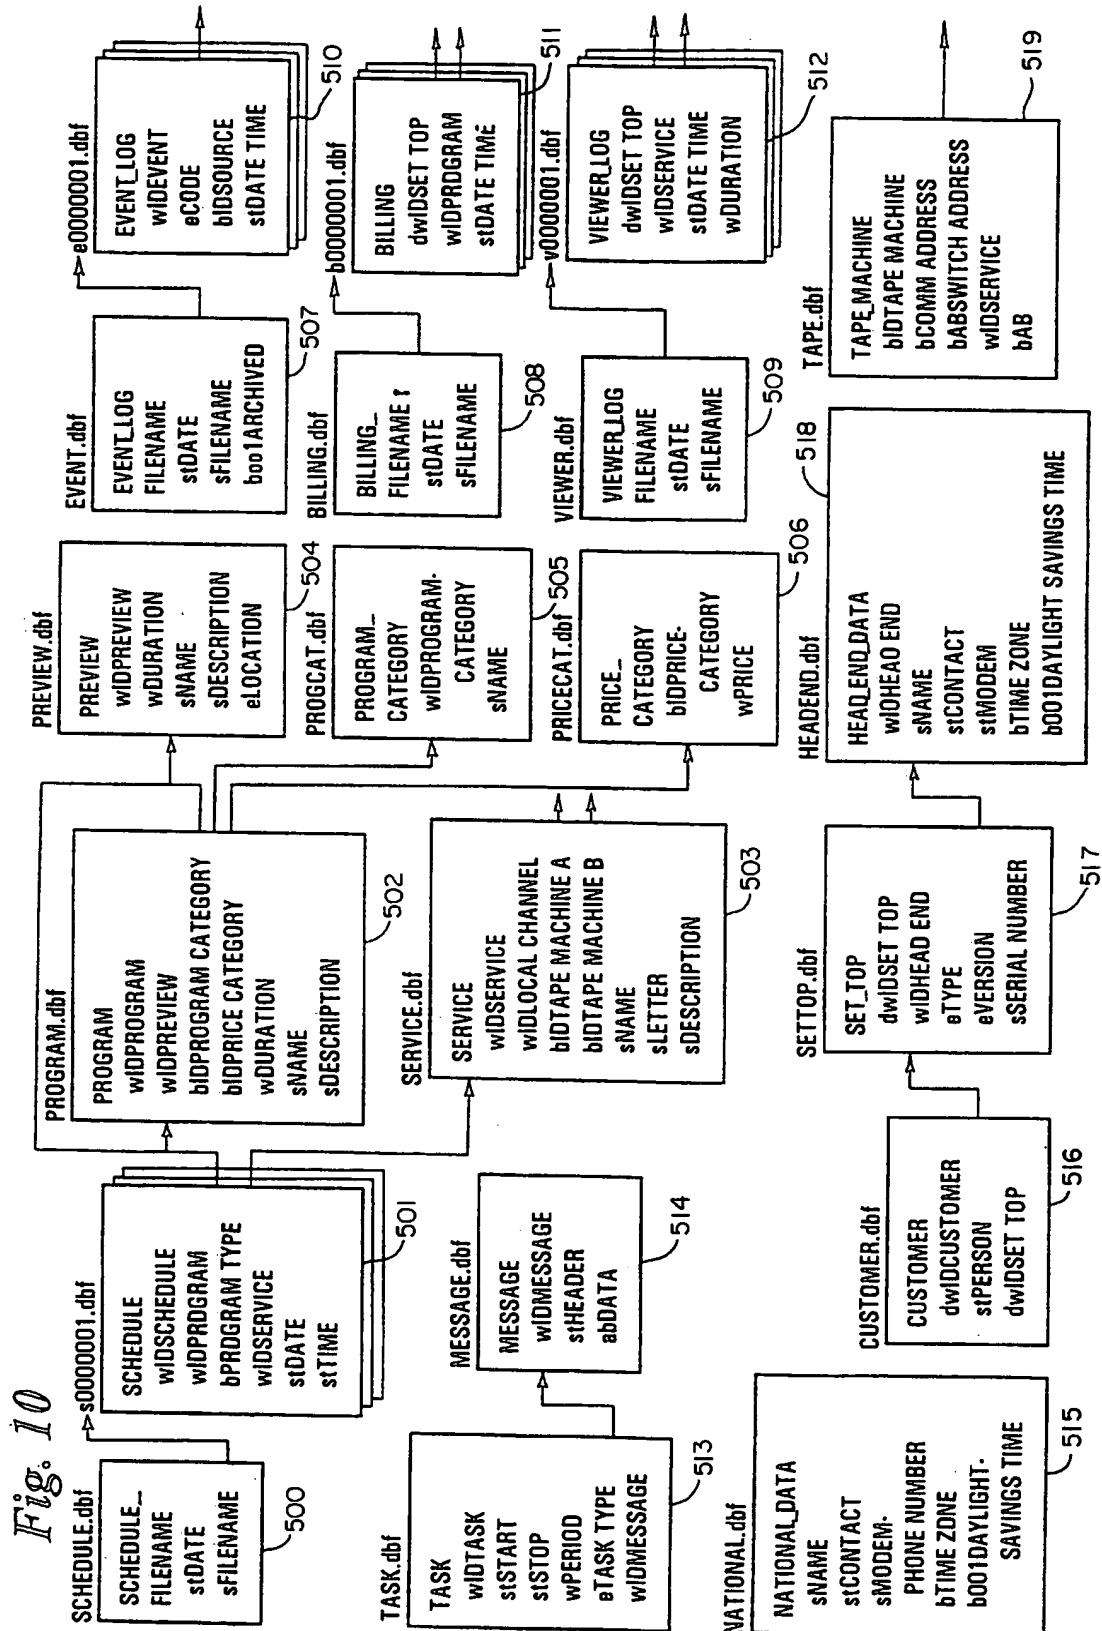 Fig. 10
SCHEDULE.dbf
SCHEDULE_
FILENAME
stDATE
sFILENAME
500
s0000001.dbf
SCHEDULE
wIDSCHEDULE
wIDPRDGRAM
bPRDGRAM TYPE
wIDSERVICE
stDATE
stTIME
501
PROGRAM.dbf
PROGRAM
wIDPROGRAM
wIDPREVIEW
bIDPROGRAM CATEGORY
bIDPRICE CATEGORY
wDURATION
sNAME
sDESCRIPTION
502
SERVICE.dbf
SERVICE
wIDSERVICE
wIDLOCAL CHANNEL
bIDTAPE MACHINE A
bIDTAPE MACHINE B
sNAME
sLETTER
sDESCRIPTION
503
PREVIEW.dbf
PREVIEW
wIDPREVIEW
wDURATION
sNAME
sDESCRIPTION
eLOCATION
504
PROGCAT.dbf
PROGRAM_
CATEGORY
wIDPROGRAM-
CATEGORY
sNAME
505
PRICECAT.dbf
PRICE_
CATEGORY
bIDPRICE-
CATEGORY
wPRICE
506
EVENT.dbf
EVENT_LOG
FILENAME
stDATE
sFILENAME
boo1ARCHIVED
507
BILLING.dbf
BILLING_
FILENAME
stDATE
sFILENAME
508
VIEWER.dbf
VIEWER_LOG
FILENAME
stDATE
sFILENAME
509
e0000001.dbf
EVENT_LOG
wIDEVENT
eCODE
bIDSOURCE
stDATE TIME
510
b0000001.dbf
BILLING
dwIDSET TOP
wIDPRDGRAM
stDATE TIME
511
v0000001.dbf
VIEWER_LOG
dwIDSET TOP
wIDSERVICE
stDATE TIME
wDURATION
512
TASK.dbf
TASK
wIDTASK
stSTART
stSTOP
wPERIOD
eTASK TYPE
wIDMESSAGE
513
MESSAGE.dbf
MESSAGE
wIDMESSAGE
stHEADER
abDATA
514
NATIONAL.dbf
NATIONAL_DATA
sNAME
stCONTACT
sMODEM-
PHONE NUMBER
bTIME ZONE
b001DAYLIGHT-
SAVINGS TIME
515
CUSTOMER.dbf
CUSTOMER
dwIDCUSTOMER
stPERSON
dwIDSET TOP
516
SETTOP.dbf
SET_TOP
dwIDSET TOP
wIDHEAD END
eTYPE
eVERSION
sSERIAL NUMBER
517
HEADEND.dbf
HEAD_END_DATA
wIDHEAO END
sNAME
stCONTACT
stMODEM
bTIME ZONE
b001DAYLIGHT SAVINGS TIME
518
TAPE.dbf
TAPE_MACHINE
bIDTAPE MACHINE
bCOMM ADDRESS
bABSWITCH ADDRESS
wIDSERVICE
bAB
519